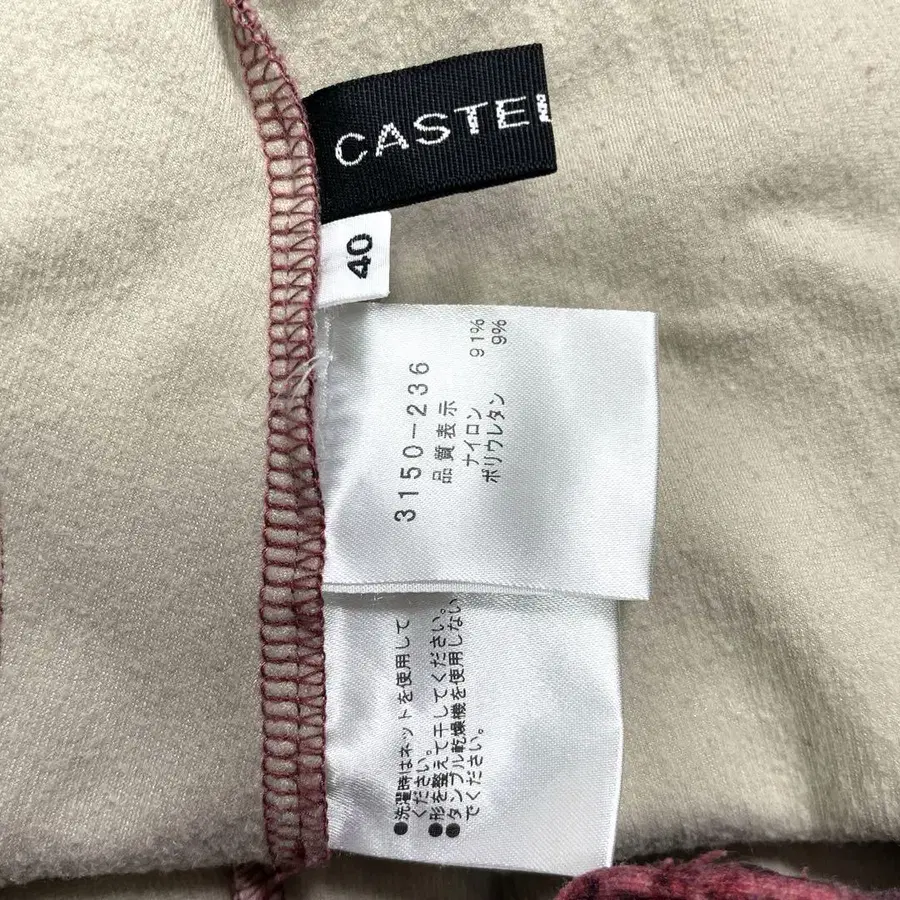 CASTEL
40
3150-236
品質表示
ナイロン 91%
ポリウレタン 9%
●洗濯時はネットを使用して
ください。
●形を整えて干してください。
●タンブル乾燥機を使用しない
でください。